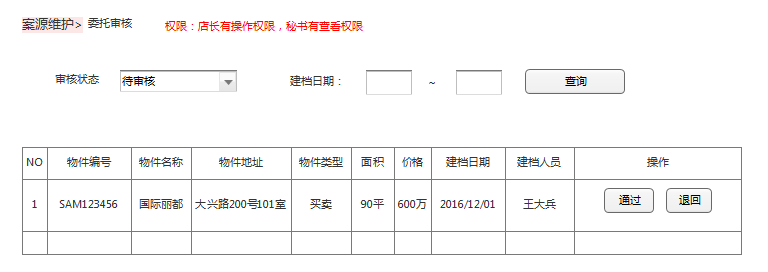 案源维护> 委托审核 权限：店长有操作权限，秘书有查看权限
审核状态 待审核 建档日期： ~ 查询
NO 物件编号 物件名称 物件地址 物件类型 面积 价格 建档日期 建档人员 操作
1 SAM123456 国际丽都 大兴路200号101室 买卖 90平 600万 2016/12/01 王大兵 通过 退回